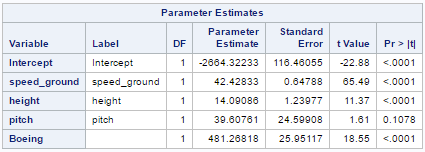 Parameter Estimates
Variable Label DF Parameter Estimate Standard Error t Value Pr > |t|
Intercept Intercept 1 -2664.32233 116.46055 -22.88 <.0001
speed_ground speed_ground 1 42.42833 0.64788 65.49 <.0001
height height 1 14.09086 1.23977 11.37 <.0001
pitch pitch 1 39.60761 24.59908 1.61 0.1078
Boeing 1 481.26818 25.95117 18.55 <.0001